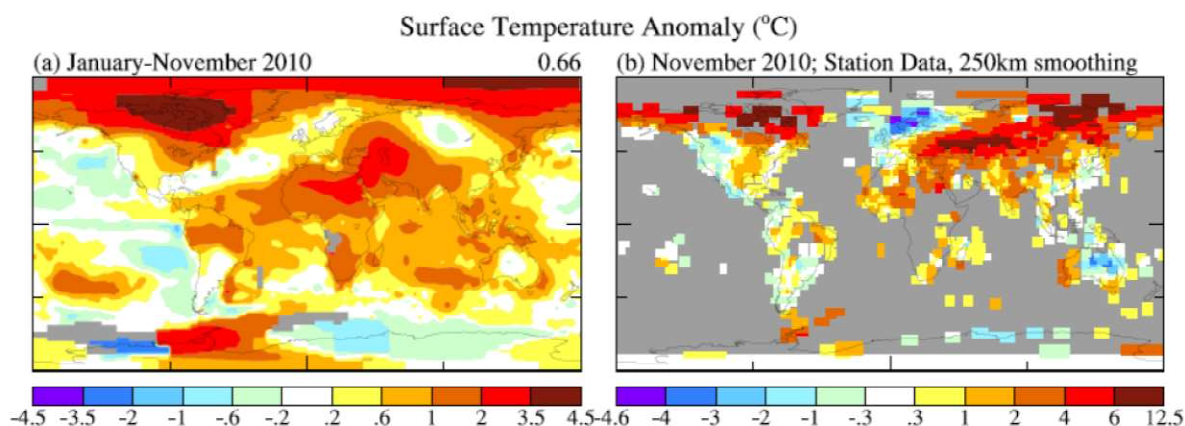 Surface Temperature Anomaly (°C)
(a) January-November 2010 0.66
(b) November 2010; Station Data, 250km smoothing
-4.5 -3.5 -2 -1 -.6 -.2 .2 .6 1 2 3.5 4.5
-4.6 -4 -3 -2 -1 -.3 .3 1 2 4 6 12.5